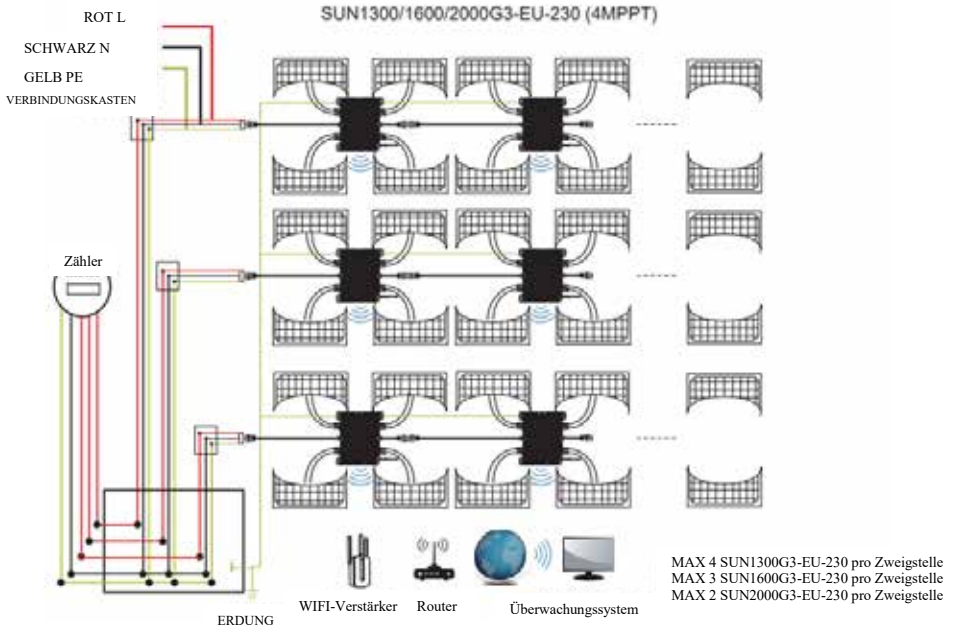 SUN1300/1600/2000G3-EU-230 (4MPPT)
ROT L
SCHWARZ N
GELB PE
VERBINDUNGSKASTEN
Zähler
MAX 4 SUN1300G3-EU-230 pro Zweigstelle
MAX 3 SUN1600G3-EU-230 pro Zweigstelle
MAX 2 SUN2000G3-EU-230 pro Zweigstelle
WIFI-Verstärker
Router
Überwachungssystem
ERDUNG